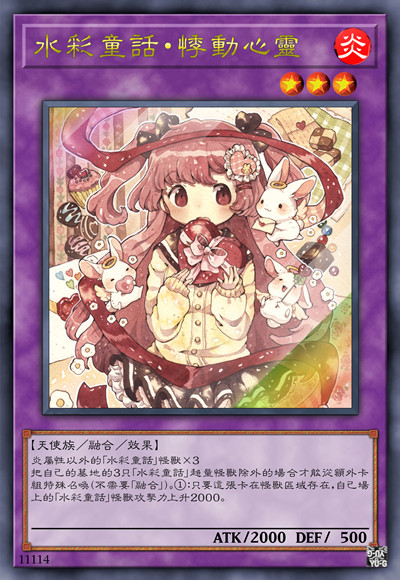 水彩童話・悸動心靈
炎
【天使族／融合／效果】
炎屬性以外的「水彩童話」怪獸×3
把自己的墓地的3只「水彩童話」超量怪獸除外的場合才能從額外卡
組特殊召喚(不需要「融合」)。①:只要這張卡在怪獸區域存在,自己場
上的「水彩童話」怪獸攻擊力上升2000。
ATK/2000 DEF/ 500
11114